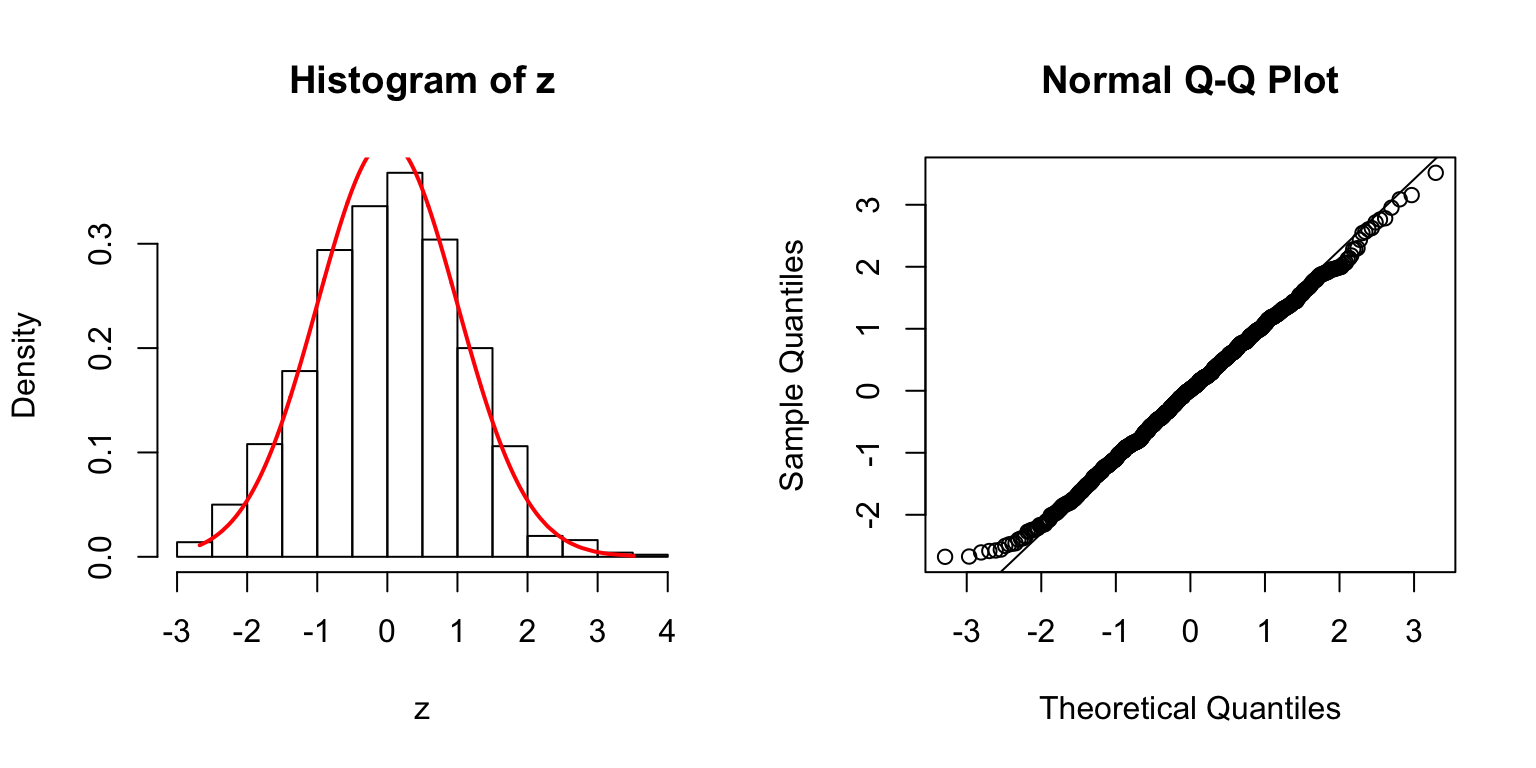 Histogram of z
Density
0.0 0.1 0.2 0.3
-3 -2 -1 0 1 2 3 4
z
Normal Q-Q Plot
Sample Quantiles
-2 -1 0 1 2 3
-3 -2 -1 0 1 2 3
Theoretical Quantiles